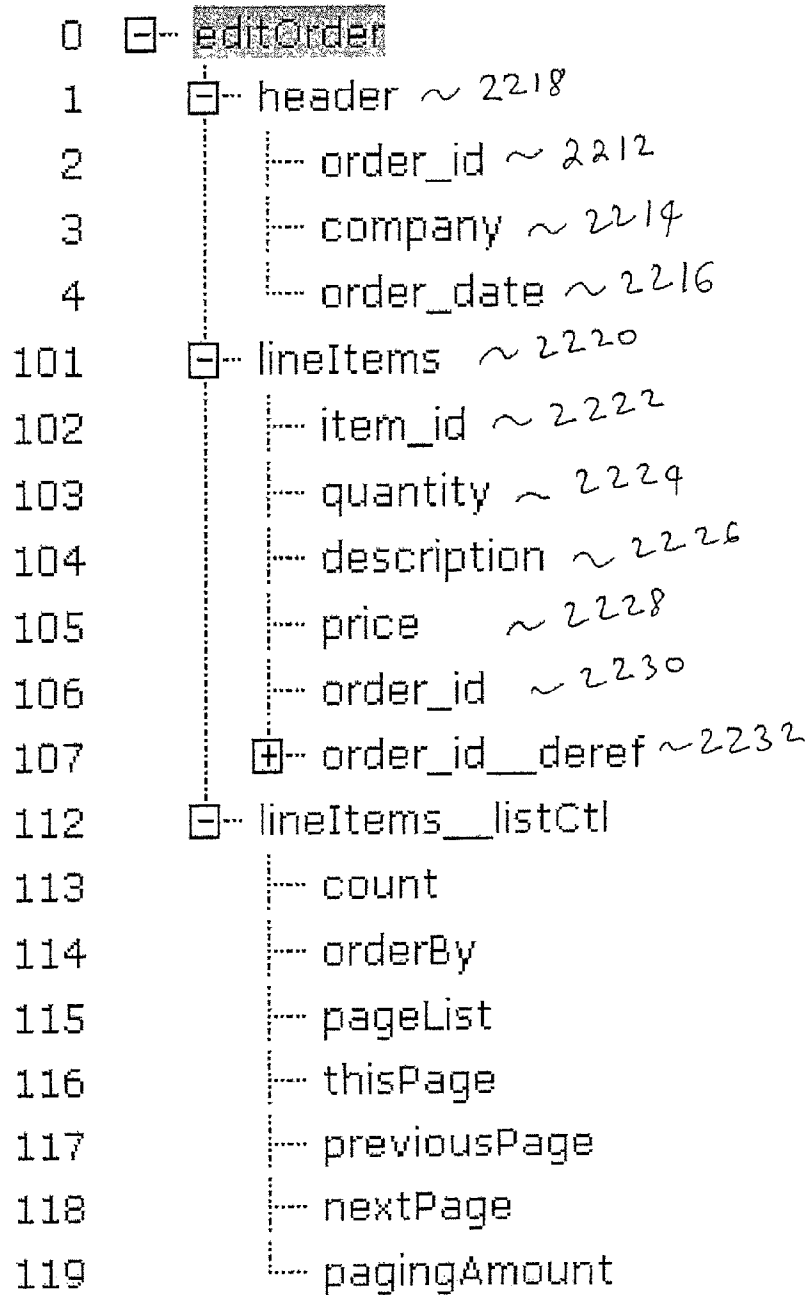 0 editOrder
1 header ~ 2218
2 order_id ~ 2212
3 company ~ 2214
4 order_date ~ 2216
101 lineItems ~ 2220
102 item_id ~ 2222
103 quantity ~ 2224
104 description ~ 2226
105 price ~ 2228
106 order_id ~ 2230
107 order_id__deref ~ 2232
112 lineItems__listCtl
113 count
114 orderBy
115 pageList
116 thisPage
117 previousPage
118 nextPage
119 pagingAmount